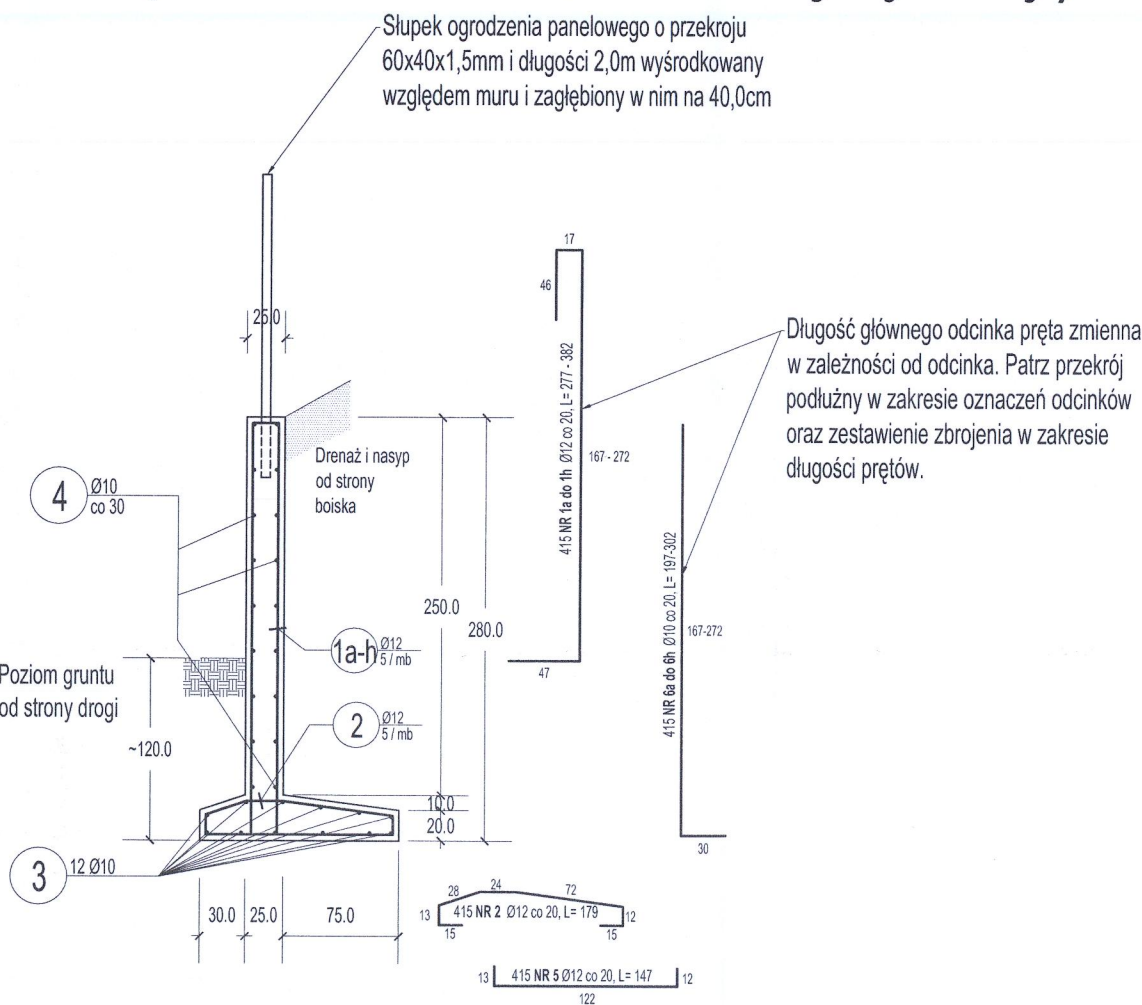 Słupek ogrodzenia panelowego o przekroju
60x40x1,5mm i długości 2,0m wyśrodkowany
względem muru i zagłębiony w nim na 40,0cm
17
46
25.0
415 NR 1a do 1h Ø12 co 20, L= 277 - 382
167 - 272
Długość głównego odcinka pręta zmienna
w zależności od odcinka. Patrz przekrój
podłużny w zakresie oznaczeń odcinków
oraz zestawienie zbrojenia w zakresie
długości prętów.
Drenaż i nasyp
od strony
boiska
4
Ø10
co 30
415 NR 6a do 6h Ø10 co 20. L= 197-302
167-272
250.0
280.0
1a-h
Ø12
5 / mb
47
Poziom gruntu
od strony drogi
2
Ø12
5 / mb
~120.0
10.0
20.0
30
3
12 Ø10
30.0
25.0
75.0
28
24
72
13
415 NR 2 Ø12 co 20, L= 179
12
15
15
13
415 NR 5 Ø12 co 20, L= 147
12
122